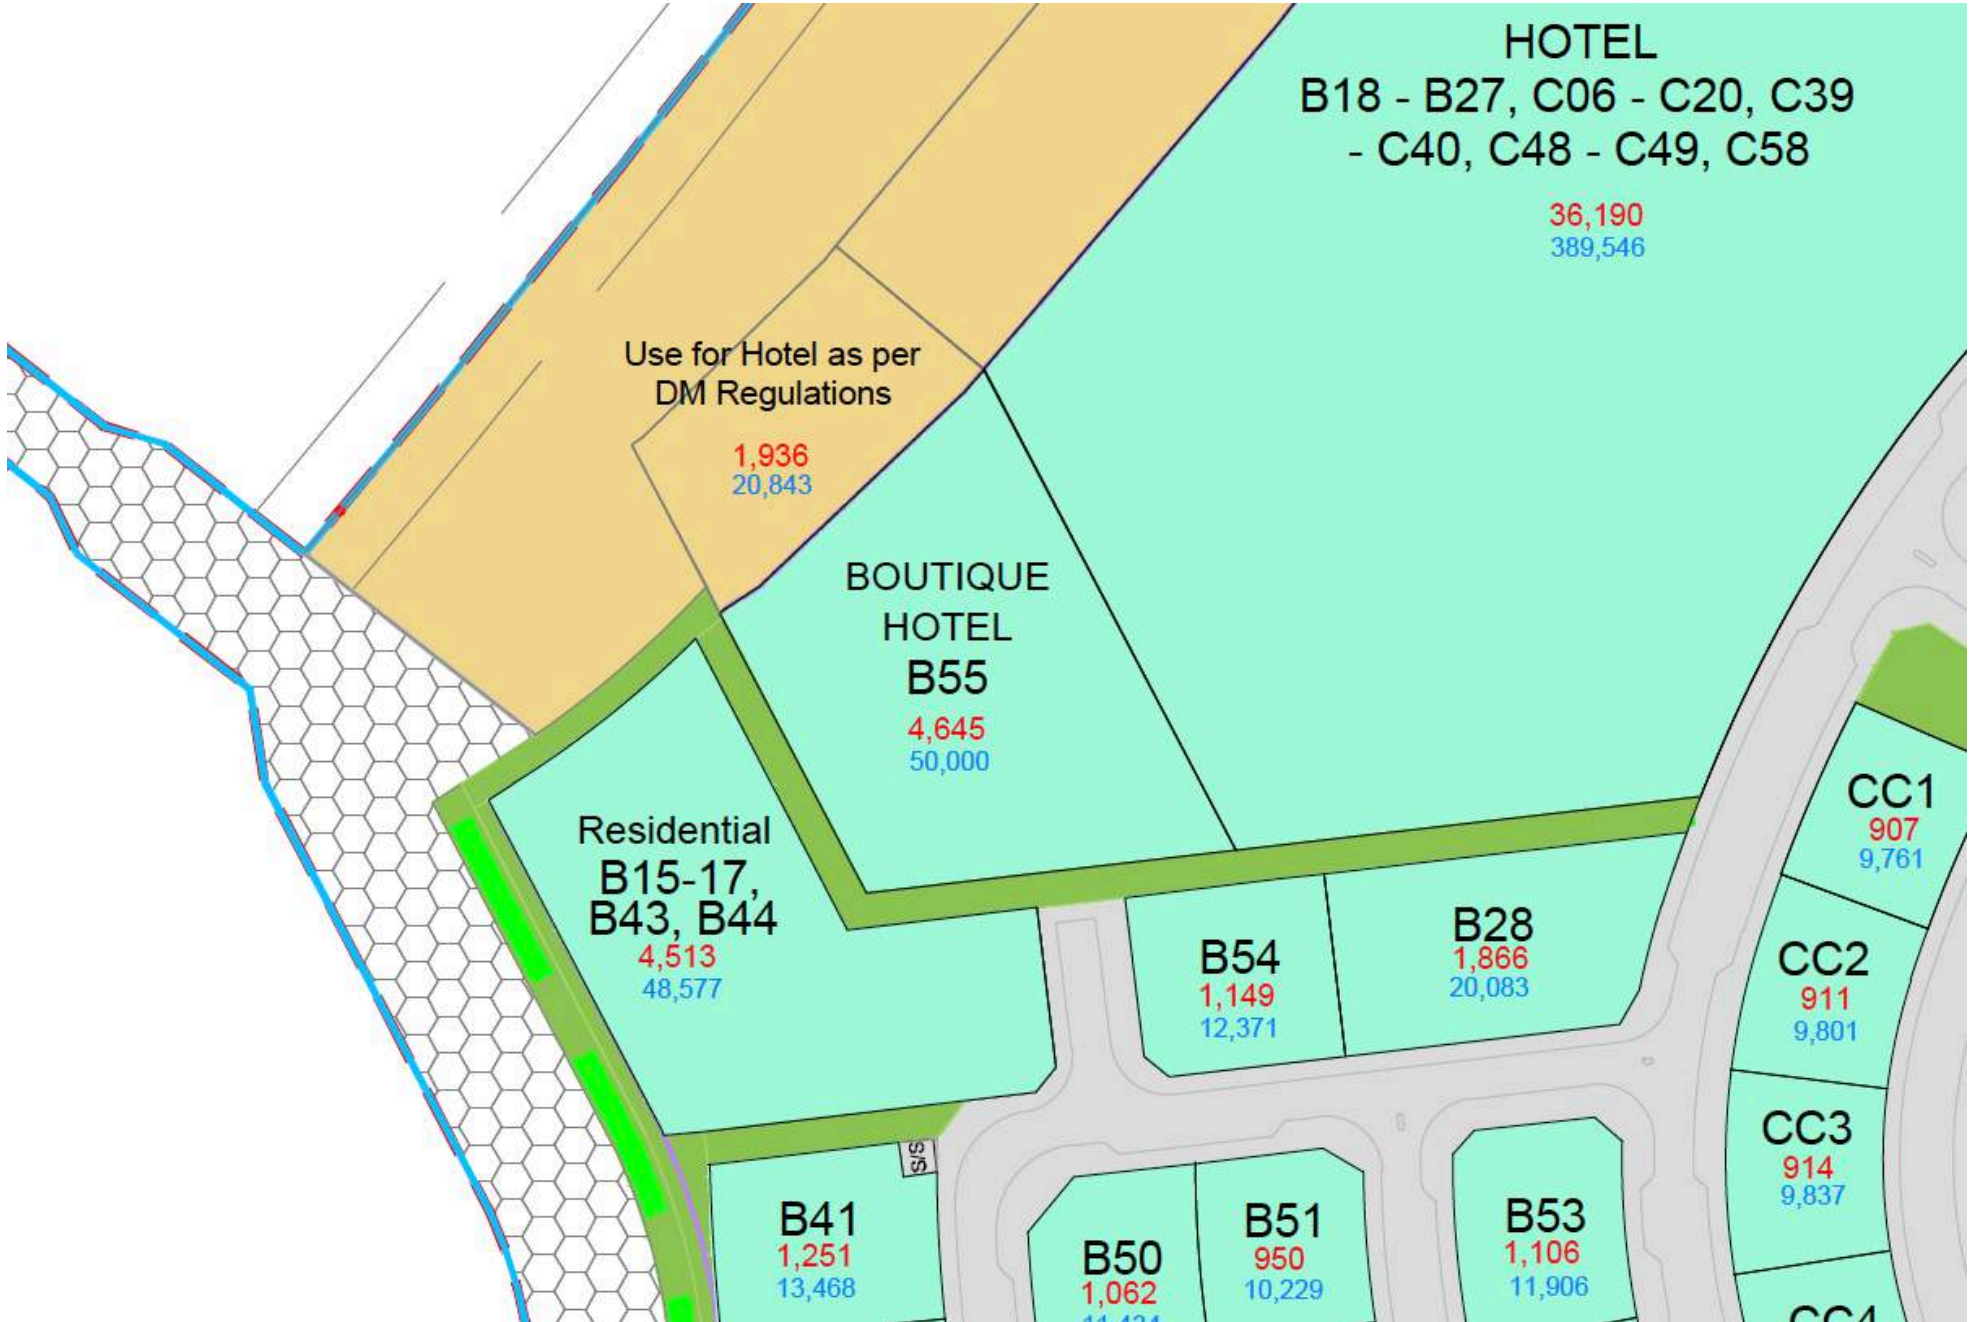 HOTEL
B18 - B27, C06 - C20, C39
- C40, C48 - C49, C58
36,190
389,546
Use for Hotel as per
DM Regulations
1,936
20,843
BOUTIQUE
HOTEL
B55
4,645
50,000
Residential
B15-17,
B43, B44
4,513
48,577
B54
1,149
12,371
B28
1,866
20,083
CC1
907
9,761
CC2
911
9,801
CC3
914
9,837
S/S
B41
1,251
13,468
B50
1,062
B51
950
10,229
B53
1,106
11,906
CC4